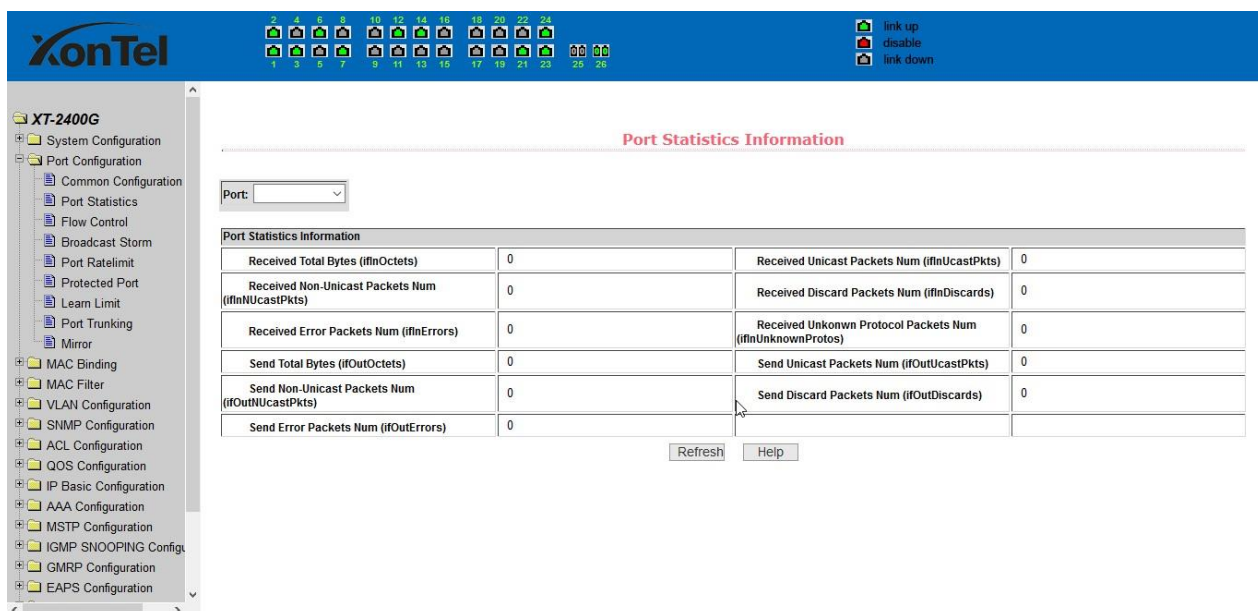 2 4 6 8 10 12 14 16 18 20 22 24
link up
XonTel
disable
link down
1 3 5 7 9 11 13 15 17 19 21 23 25 26
XT-2400G
System Configuration
Port Configuration
Common Configuration
Port Statistics
Flow Control
Broadcast Storm
Port Ratelimit
Protected Port
Learn Limit
Port Trunking
Mirror
MAC Binding
MAC Filter
VLAN Configuration
SNMP Configuration
ACL Configuration
QOS Configuration
IP Basic Configuration
AAA Configuration
MSTP Configuration
IGMP SNOOPING Configu
GMRP Configuration
EAPS Configuration
Port Statistics Information
Port:
Port Statistics Information
Received Total Bytes (ifInOctets) 0 Received Unicast Packets Num (ifInUcastPkts) 0
Received Non-Unicast Packets Num
(ifInNUcastPkts) 0 Received Discard Packets Num (ifInDiscards) 0
Received Error Packets Num (ifInErrors) 0 Received Unkonwn Protocol Packets Num
(ifInUnknownProtos) 0
Send Total Bytes (ifOutOctets) 0 Send Unicast Packets Num (ifOutUcastPkts) 0
Send Non-Unicast Packets Num
(ifOutNUcastPkts) 0 Send Discard Packets Num (ifOutDiscards) 0
Send Error Packets Num (ifOutErrors) 0
Refresh Help